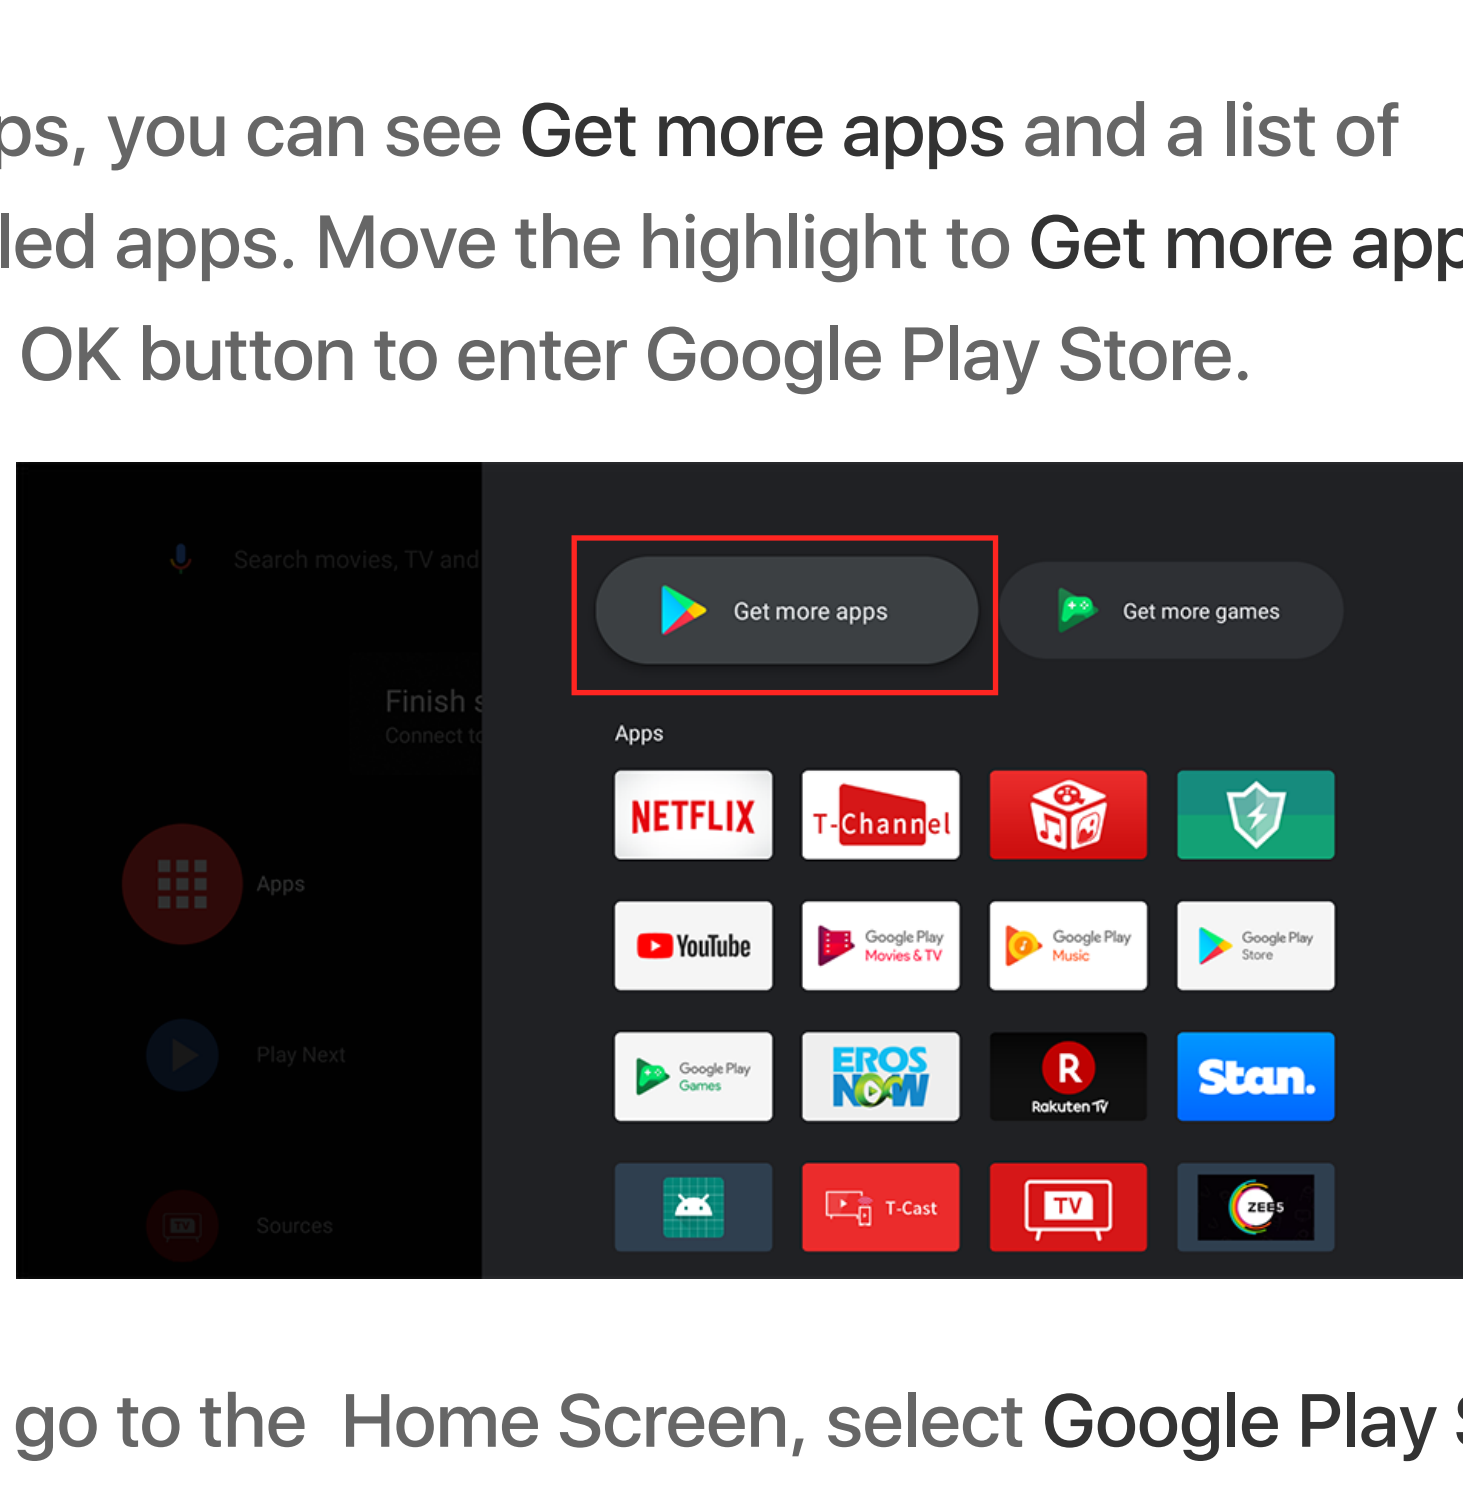 ps, you can see Get more apps and a list of
led apps. Move the highlight to Get more app
OK button to enter Google Play Store.
Search movies, TV and
Get more apps
Get more games
Finish s
Connect to
Apps
NETFLIX
T-Channel
Apps
YouTube
Google Play
Movies & TV
Google Play
Music
Google Play
Store
Play Next
Google Play
Games
EROS
NOW
R
Rakuten TV
Stan.
TV
Sources
T-Cast
TV
ZEE5
go to the Home Screen, select Google Play S